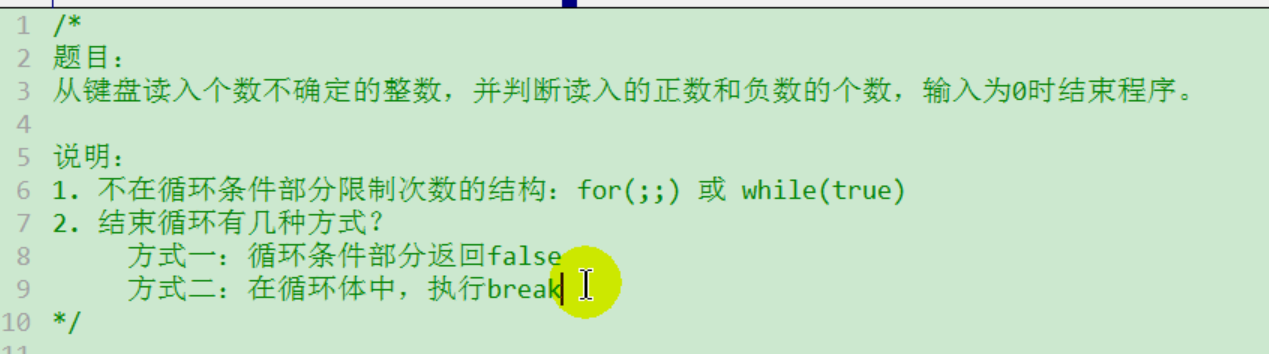 1 /*
2 题目：
3 从键盘读入个数不确定的整数，并判断读入的正数和负数的个数，输入为0时结束程序。
4
5 说明：
6 1. 不在循环条件部分限制次数的结构：for(;;) 或 while(true)
7 2. 结束循环有几种方式？
8 方式一：循环条件部分返回false
9 方式二：在循环体中，执行break
10 */
11